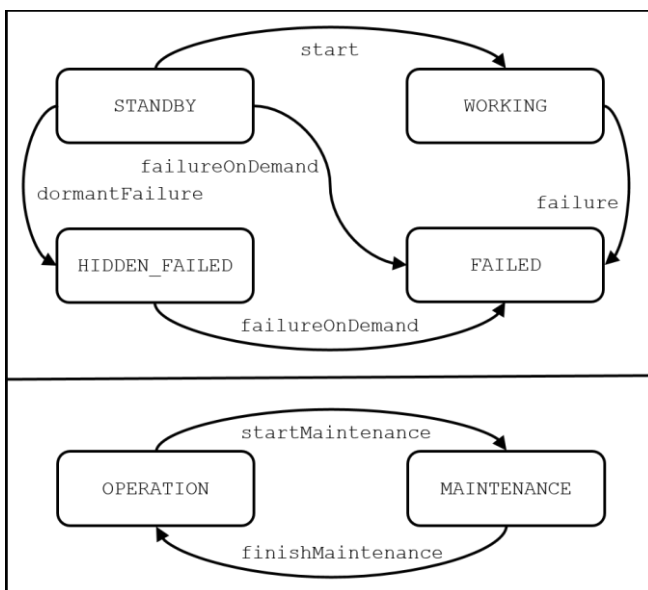 start
STANDBY
WORKING
failureOnDemand
dormantFailure
failure
HIDDEN_FAILED
FAILED
failureOnDemand
startMaintenance
OPERATION
MAINTENANCE
finishMaintenance